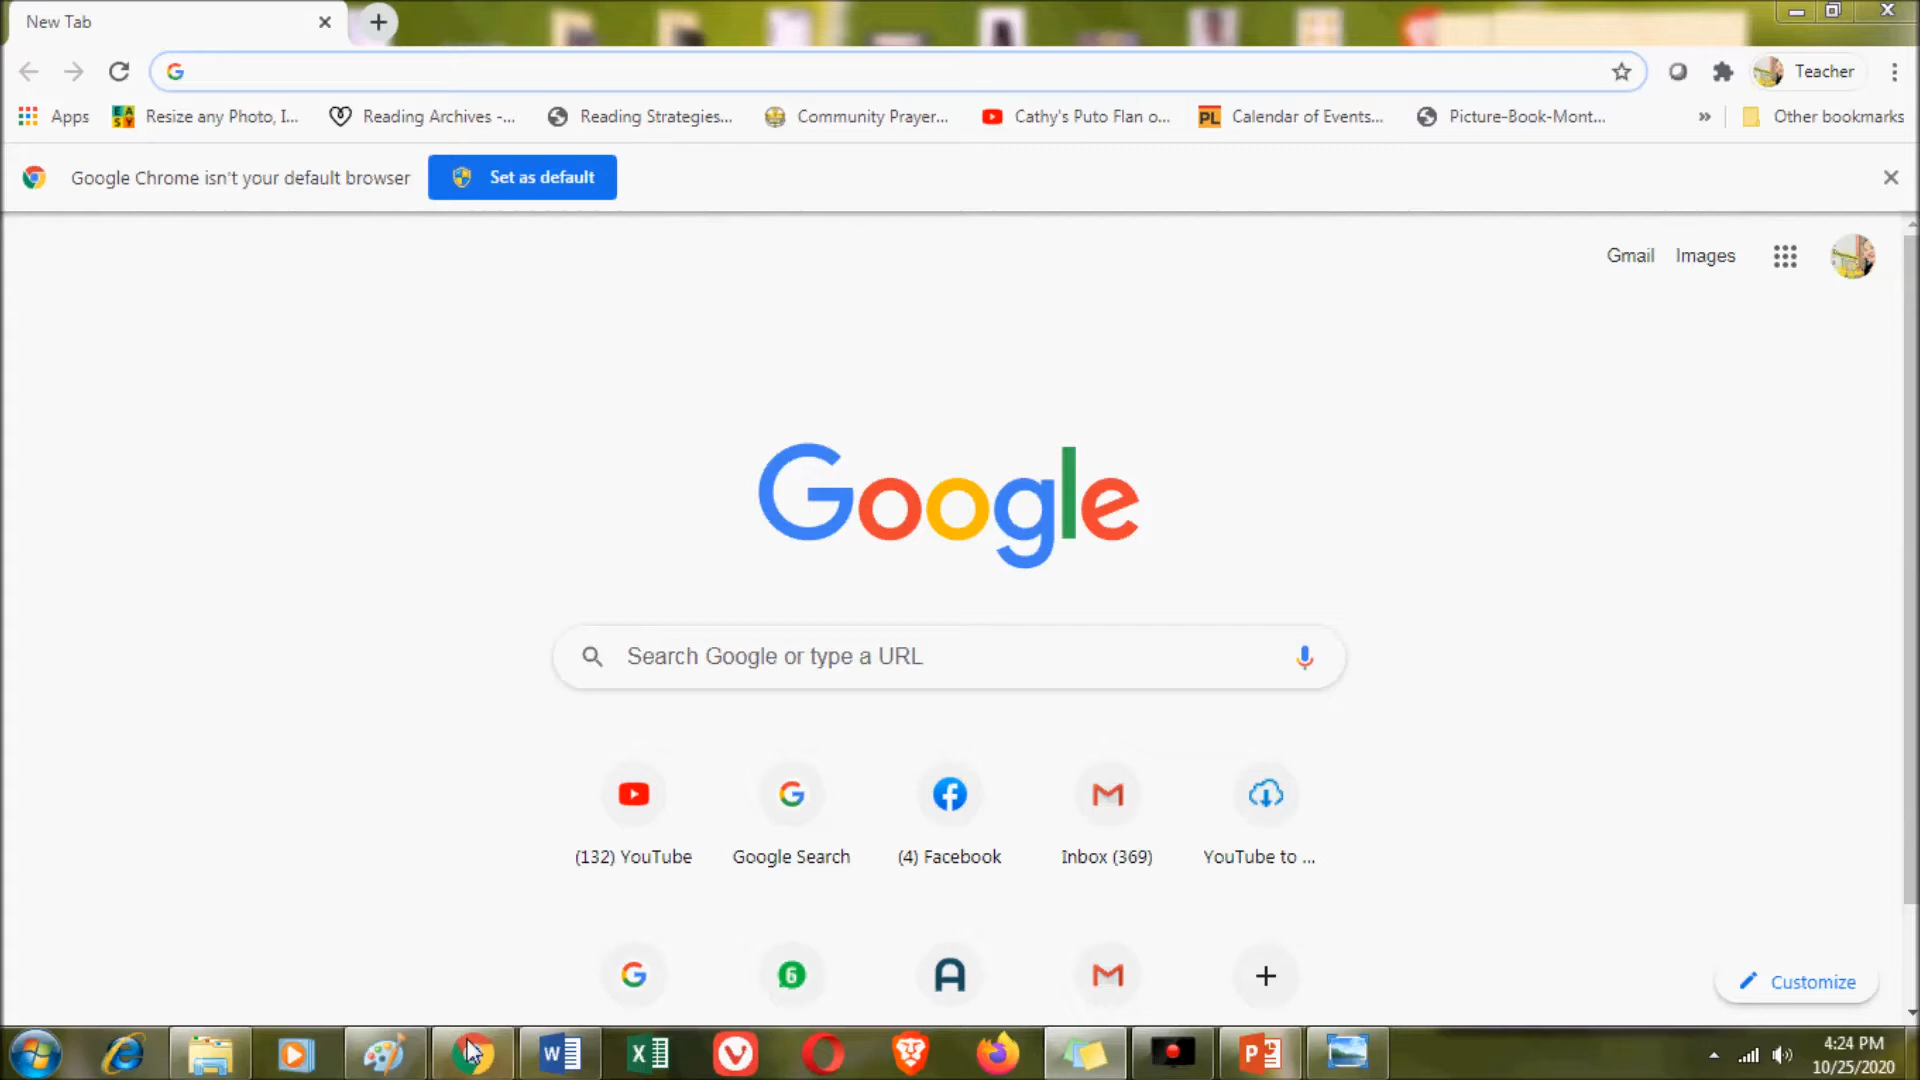 New Tab
Teacher
Apps
Resize any Photo, I...
Reading Archives -...
Reading Strategies...
Community Prayer...
Cathy's Puto Flan o...
PL
Calendar of Events...
Picture-Book-Mont...
»
Other bookmarks
Google Chrome isn't your default browser
Set as default
Gmail
Images
Google
Search Google or type a URL
(132) YouTube
Google Search
(4) Facebook
Inbox (369)
YouTube to ...
Customize
4:24 PM
10/25/2020